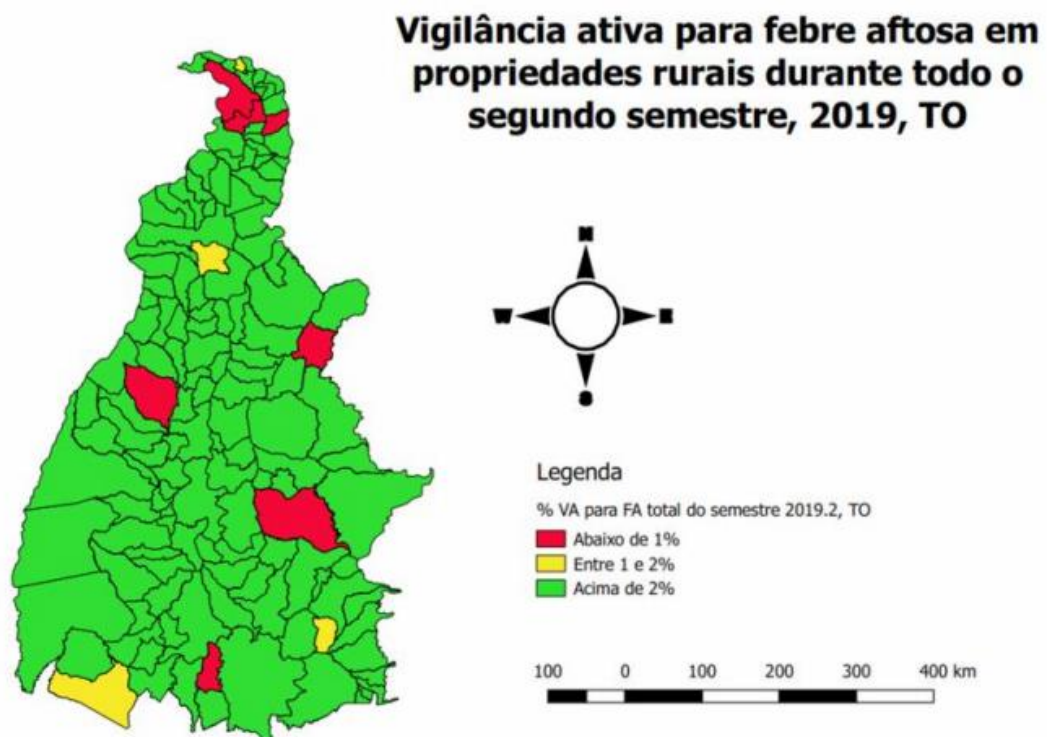 Vigilância ativa para febre aftosa em
propriedades rurais durante todo o
segundo semestre, 2019, TO
N
W
E
S
Legenda
% VA para FA total do semestre 2019.2, TO
Abaixo de 1%
Entre 1 e 2%
Acima de 2%
100 0 100 200 300 400 km